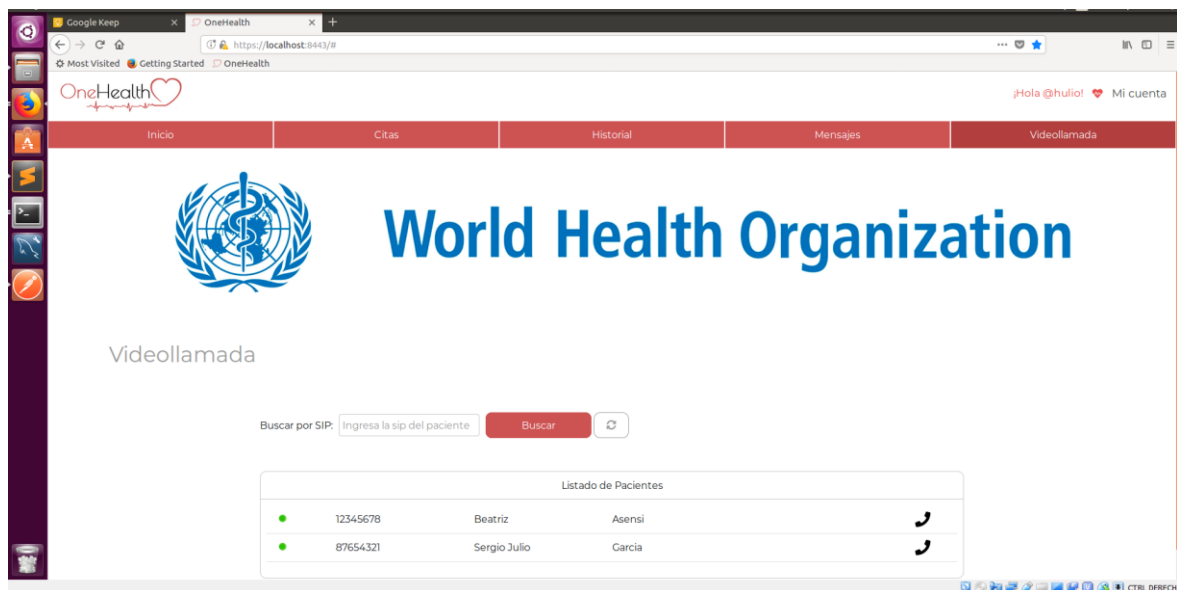 Google Keep
OneHealth
https://localhost:8443/#
Most Visited Getting Started OneHealth
OneHealth
¡Hola @hulio! Mi cuenta
Inicio Citas Historial Mensajes Videollamada
World Health Organization
Videollamada
Buscar por SIP: Ingresa la sip del paciente Buscar
Listado de Pacientes
12345678 Beatriz Asensi
87654321 Sergio Julio Garcia
CTRL DERECH